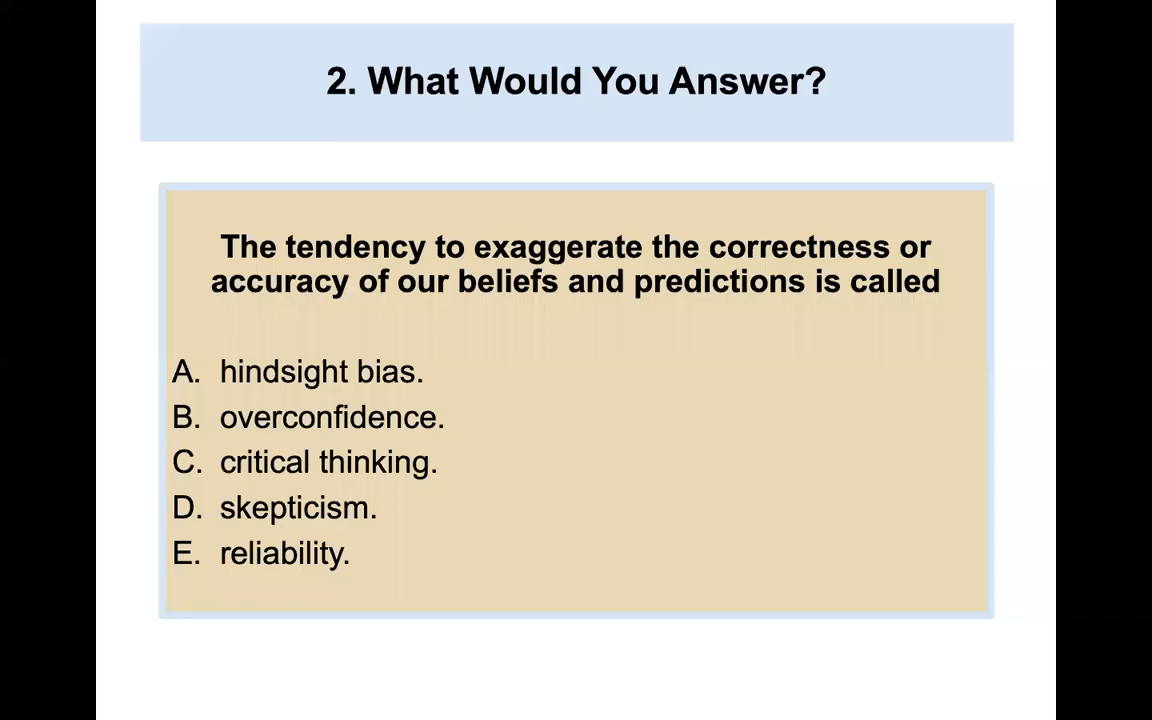 2. What Would You Answer?
The tendency to exaggerate the correctness or
accuracy of our beliefs and predictions is called
A. hindsight bias.
B. overconfidence.
C. critical thinking.
D. skepticism.
E. reliability.